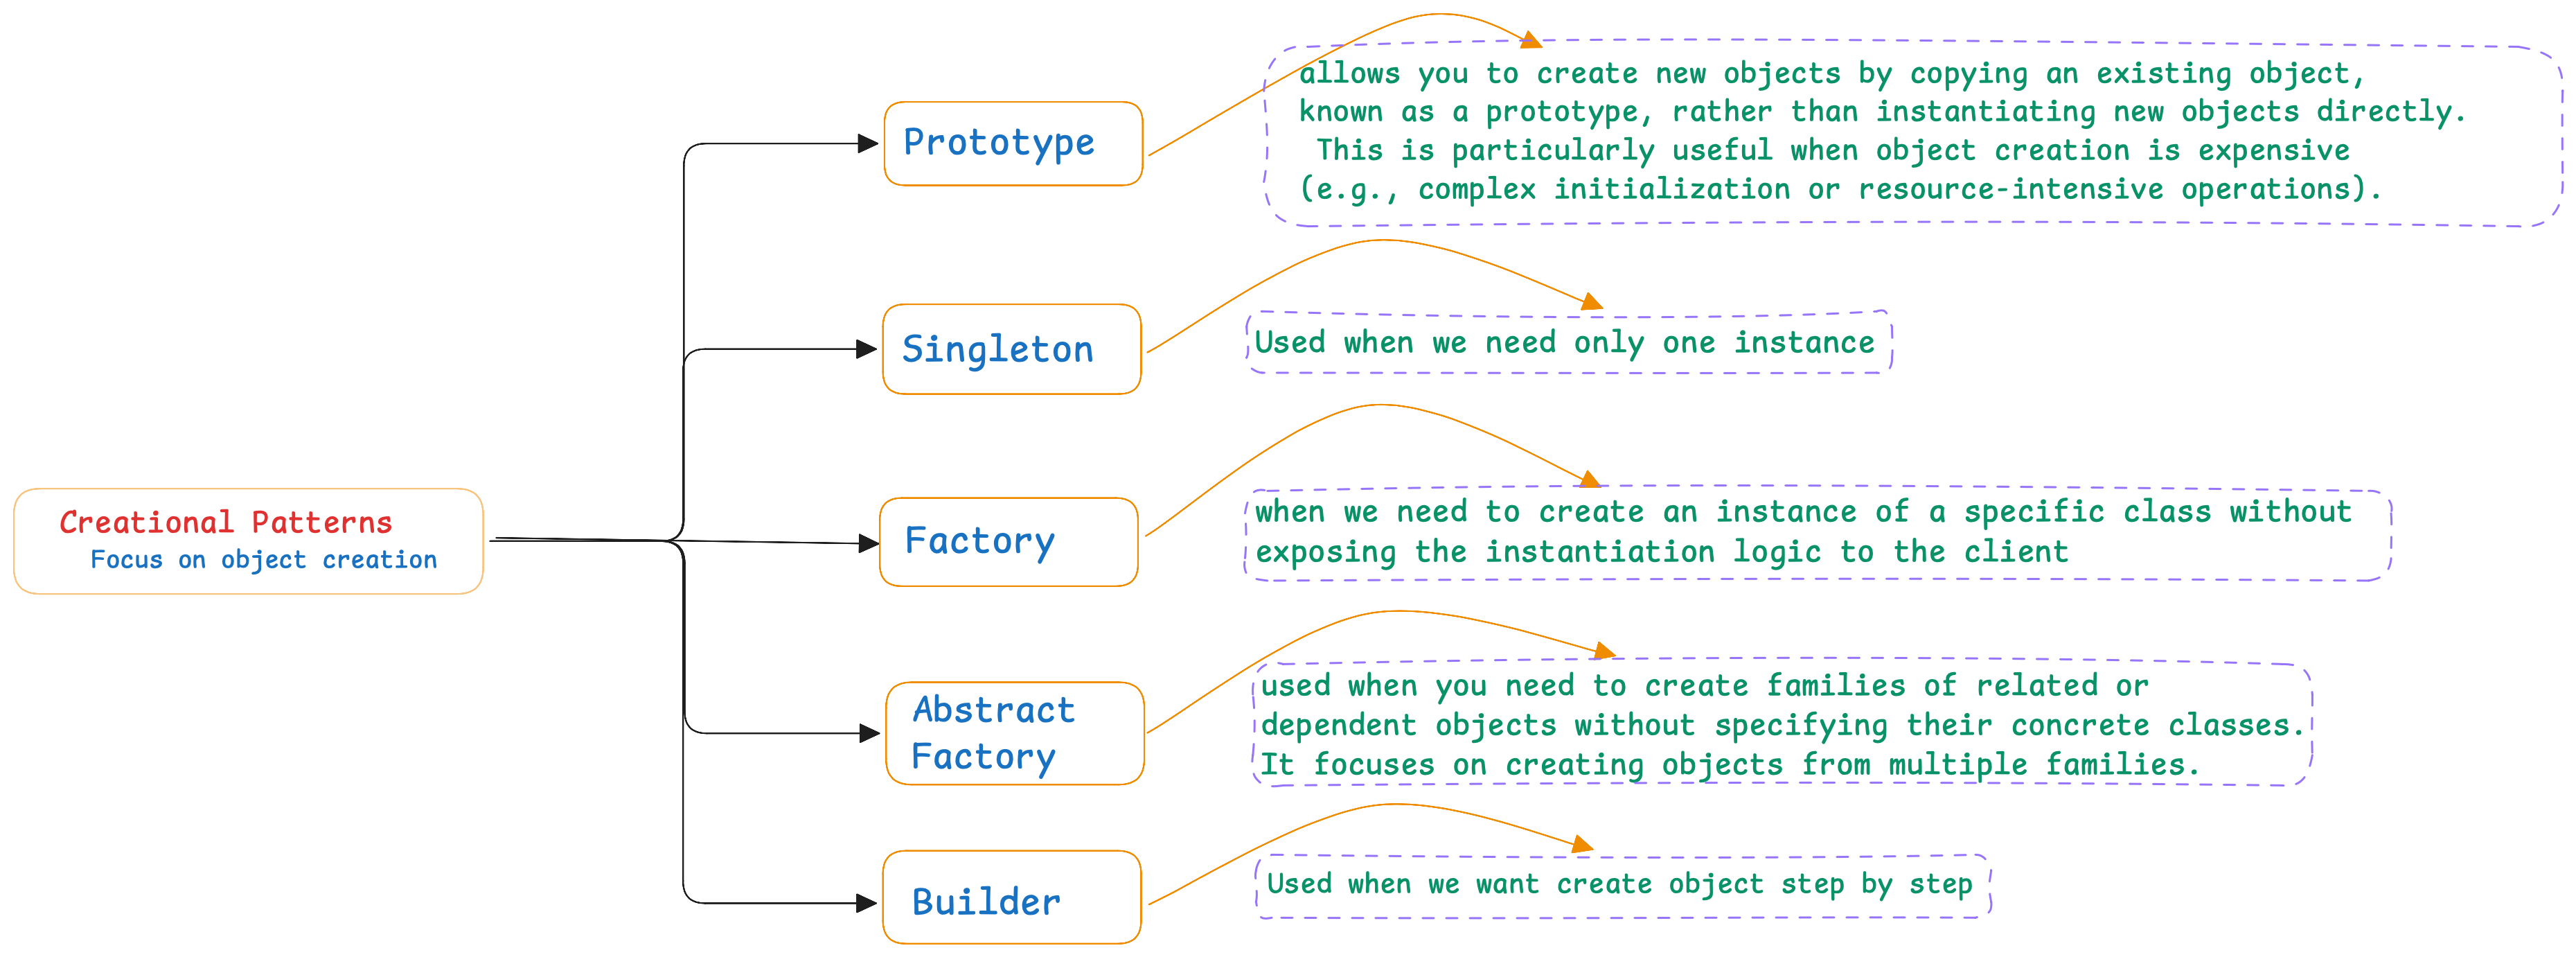 Creational Patterns
Focus on object creation
Prototype
allows you to create new objects by copying an existing object,
known as a prototype, rather than instantiating new objects directly.
This is particularly useful when object creation is expensive
(e.g., complex initialization or resource-intensive operations).
Singleton
Used when we need only one instance
Factory
when we need to create an instance of a specific class without
exposing the instantiation logic to the client
Abstract
Factory
used when you need to create families of related or
dependent objects without specifying their concrete classes.
It focuses on creating objects from multiple families.
Builder
Used when we want create object step by step